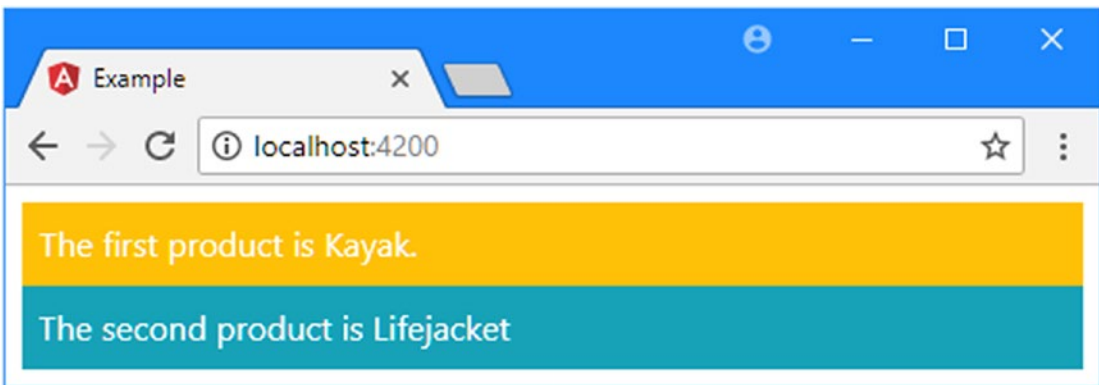 Example
localhost:4200
The first product is Kayak.
The second product is Lifejacket